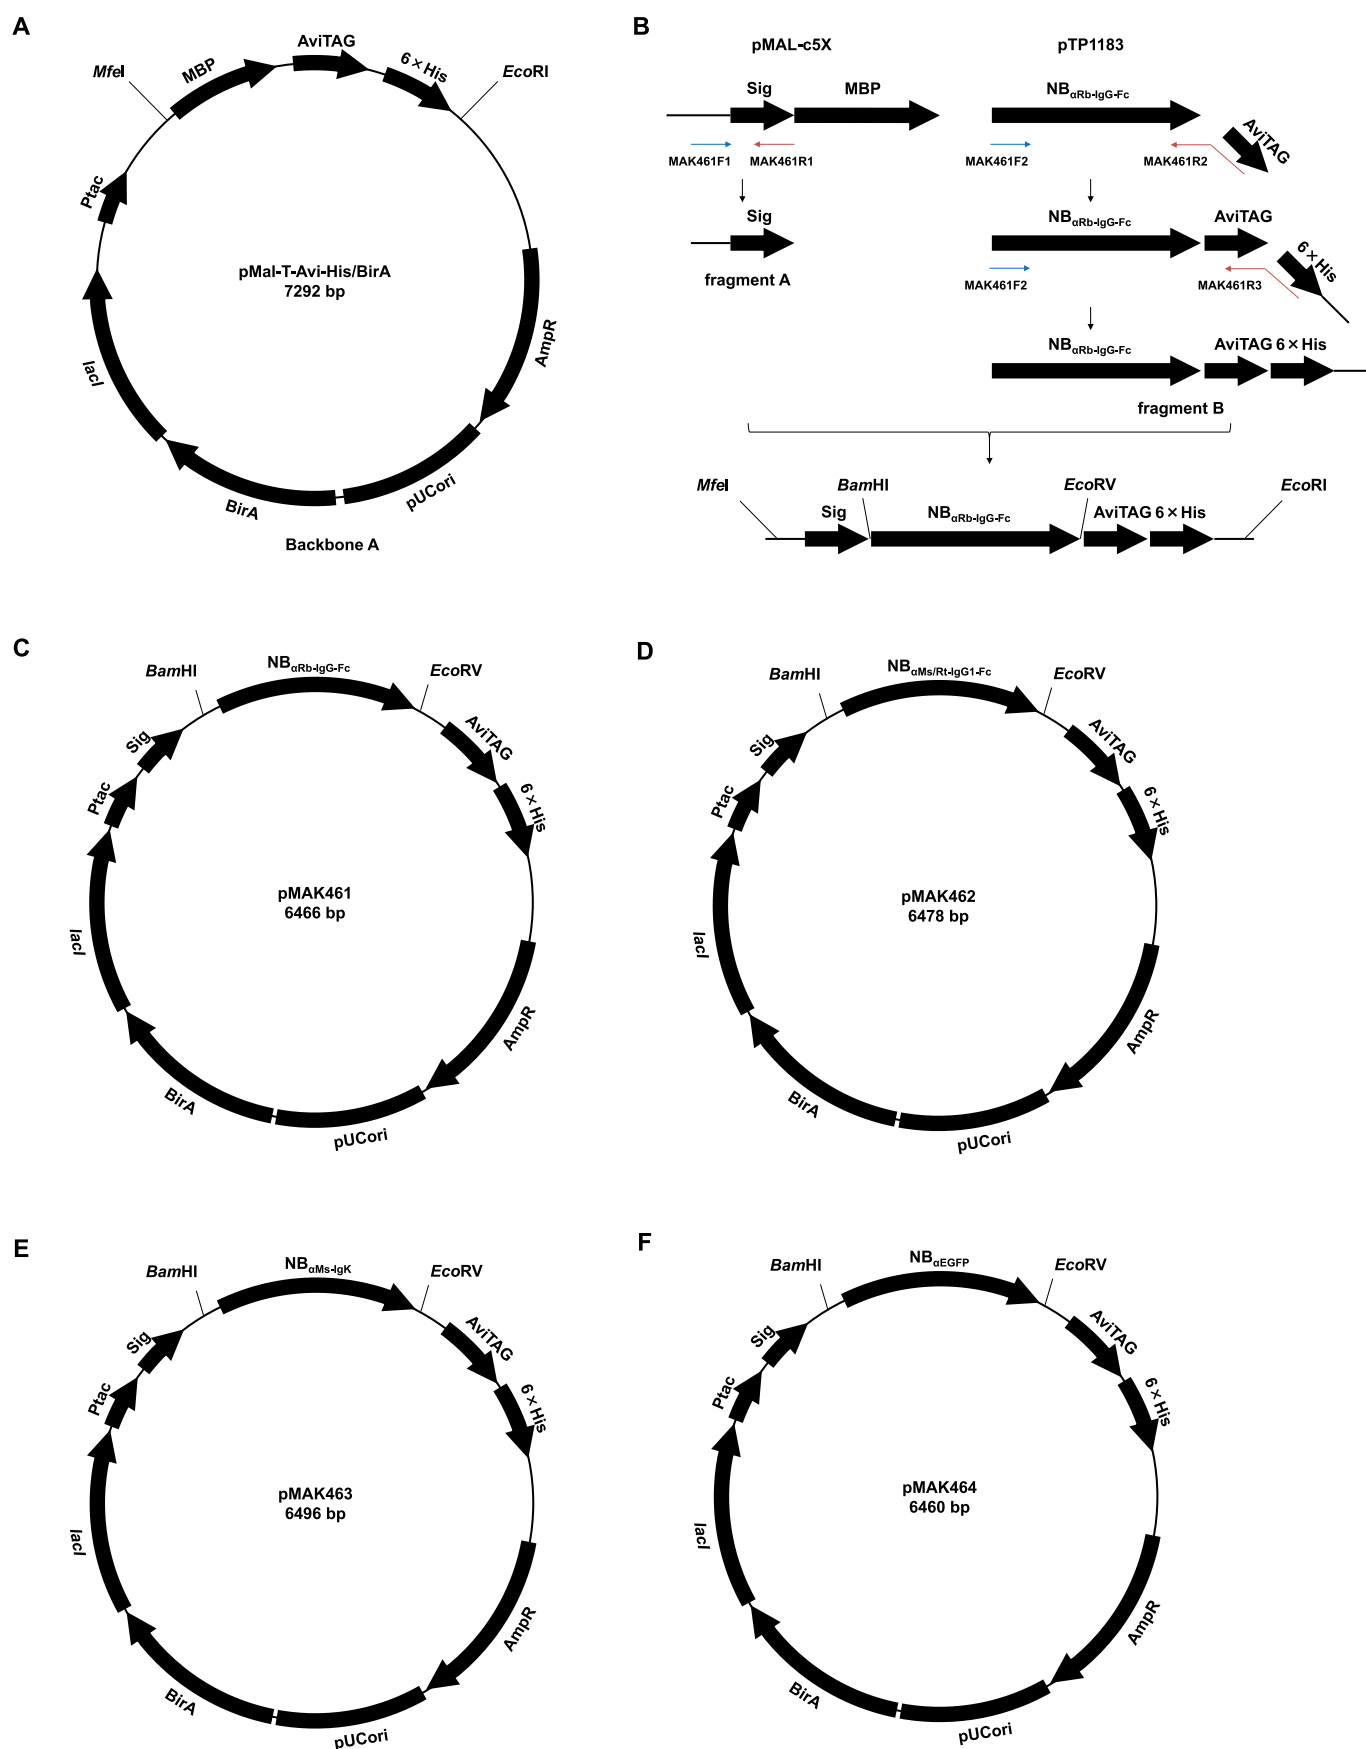 A
MfeI
MBP
AviTAG
6×His
EcoRI
Ptac
pMal-T-Avi-His/BirA
7292 bp
AmpR
lacI
BirA
pUCori
Backbone A
B
pMAL-c5X
pTP1183
Sig
MBP
NBαRb-IgG-Fc
AviTAG
MAK461F1
MAK461R1
MAK461F2
MAK461R2
Sig
NBαRb-IgG-Fc
AviTAG
6×His
fragment A
MAK461F2
MAK461R3
NBαRb-IgG-Fc
AviTAG 6×His
fragment B
MfeI
BamHI
EcoRV
EcoRI
Sig
NBαRb-IgG-Fc
AviTAG 6×His
C
BamHI
NBαRb-IgG-Fc
EcoRV
Sig
AviTAG
Ptac
6×His
pMAK461
6466 bp
lacI
AmpR
BirA
pUCori
D
BamHI
NBαMs/Rt-IgG1-Fc
EcoRV
Sig
AviTAG
Ptac
6×His
pMAK462
6478 bp
lacI
AmpR
BirA
pUCori
E
BamHI
NBαMs-IgK
EcoRV
Sig
AviTAG
Ptac
6×His
pMAK463
6496 bp
lacI
AmpR
BirA
pUCori
F
BamHI
NBαEGFP
EcoRV
Sig
AviTAG
Ptac
6×His
pMAK464
6460 bp
lacI
AmpR
BirA
pUCori